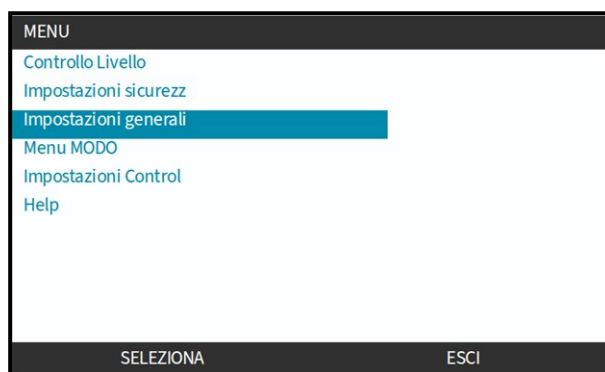 MENU
Controllo Livello
Impostazioni sicurezz
Impostazioni generali
Menu MODO
Impostazioni Control
Help
SELEZIONA ESCI